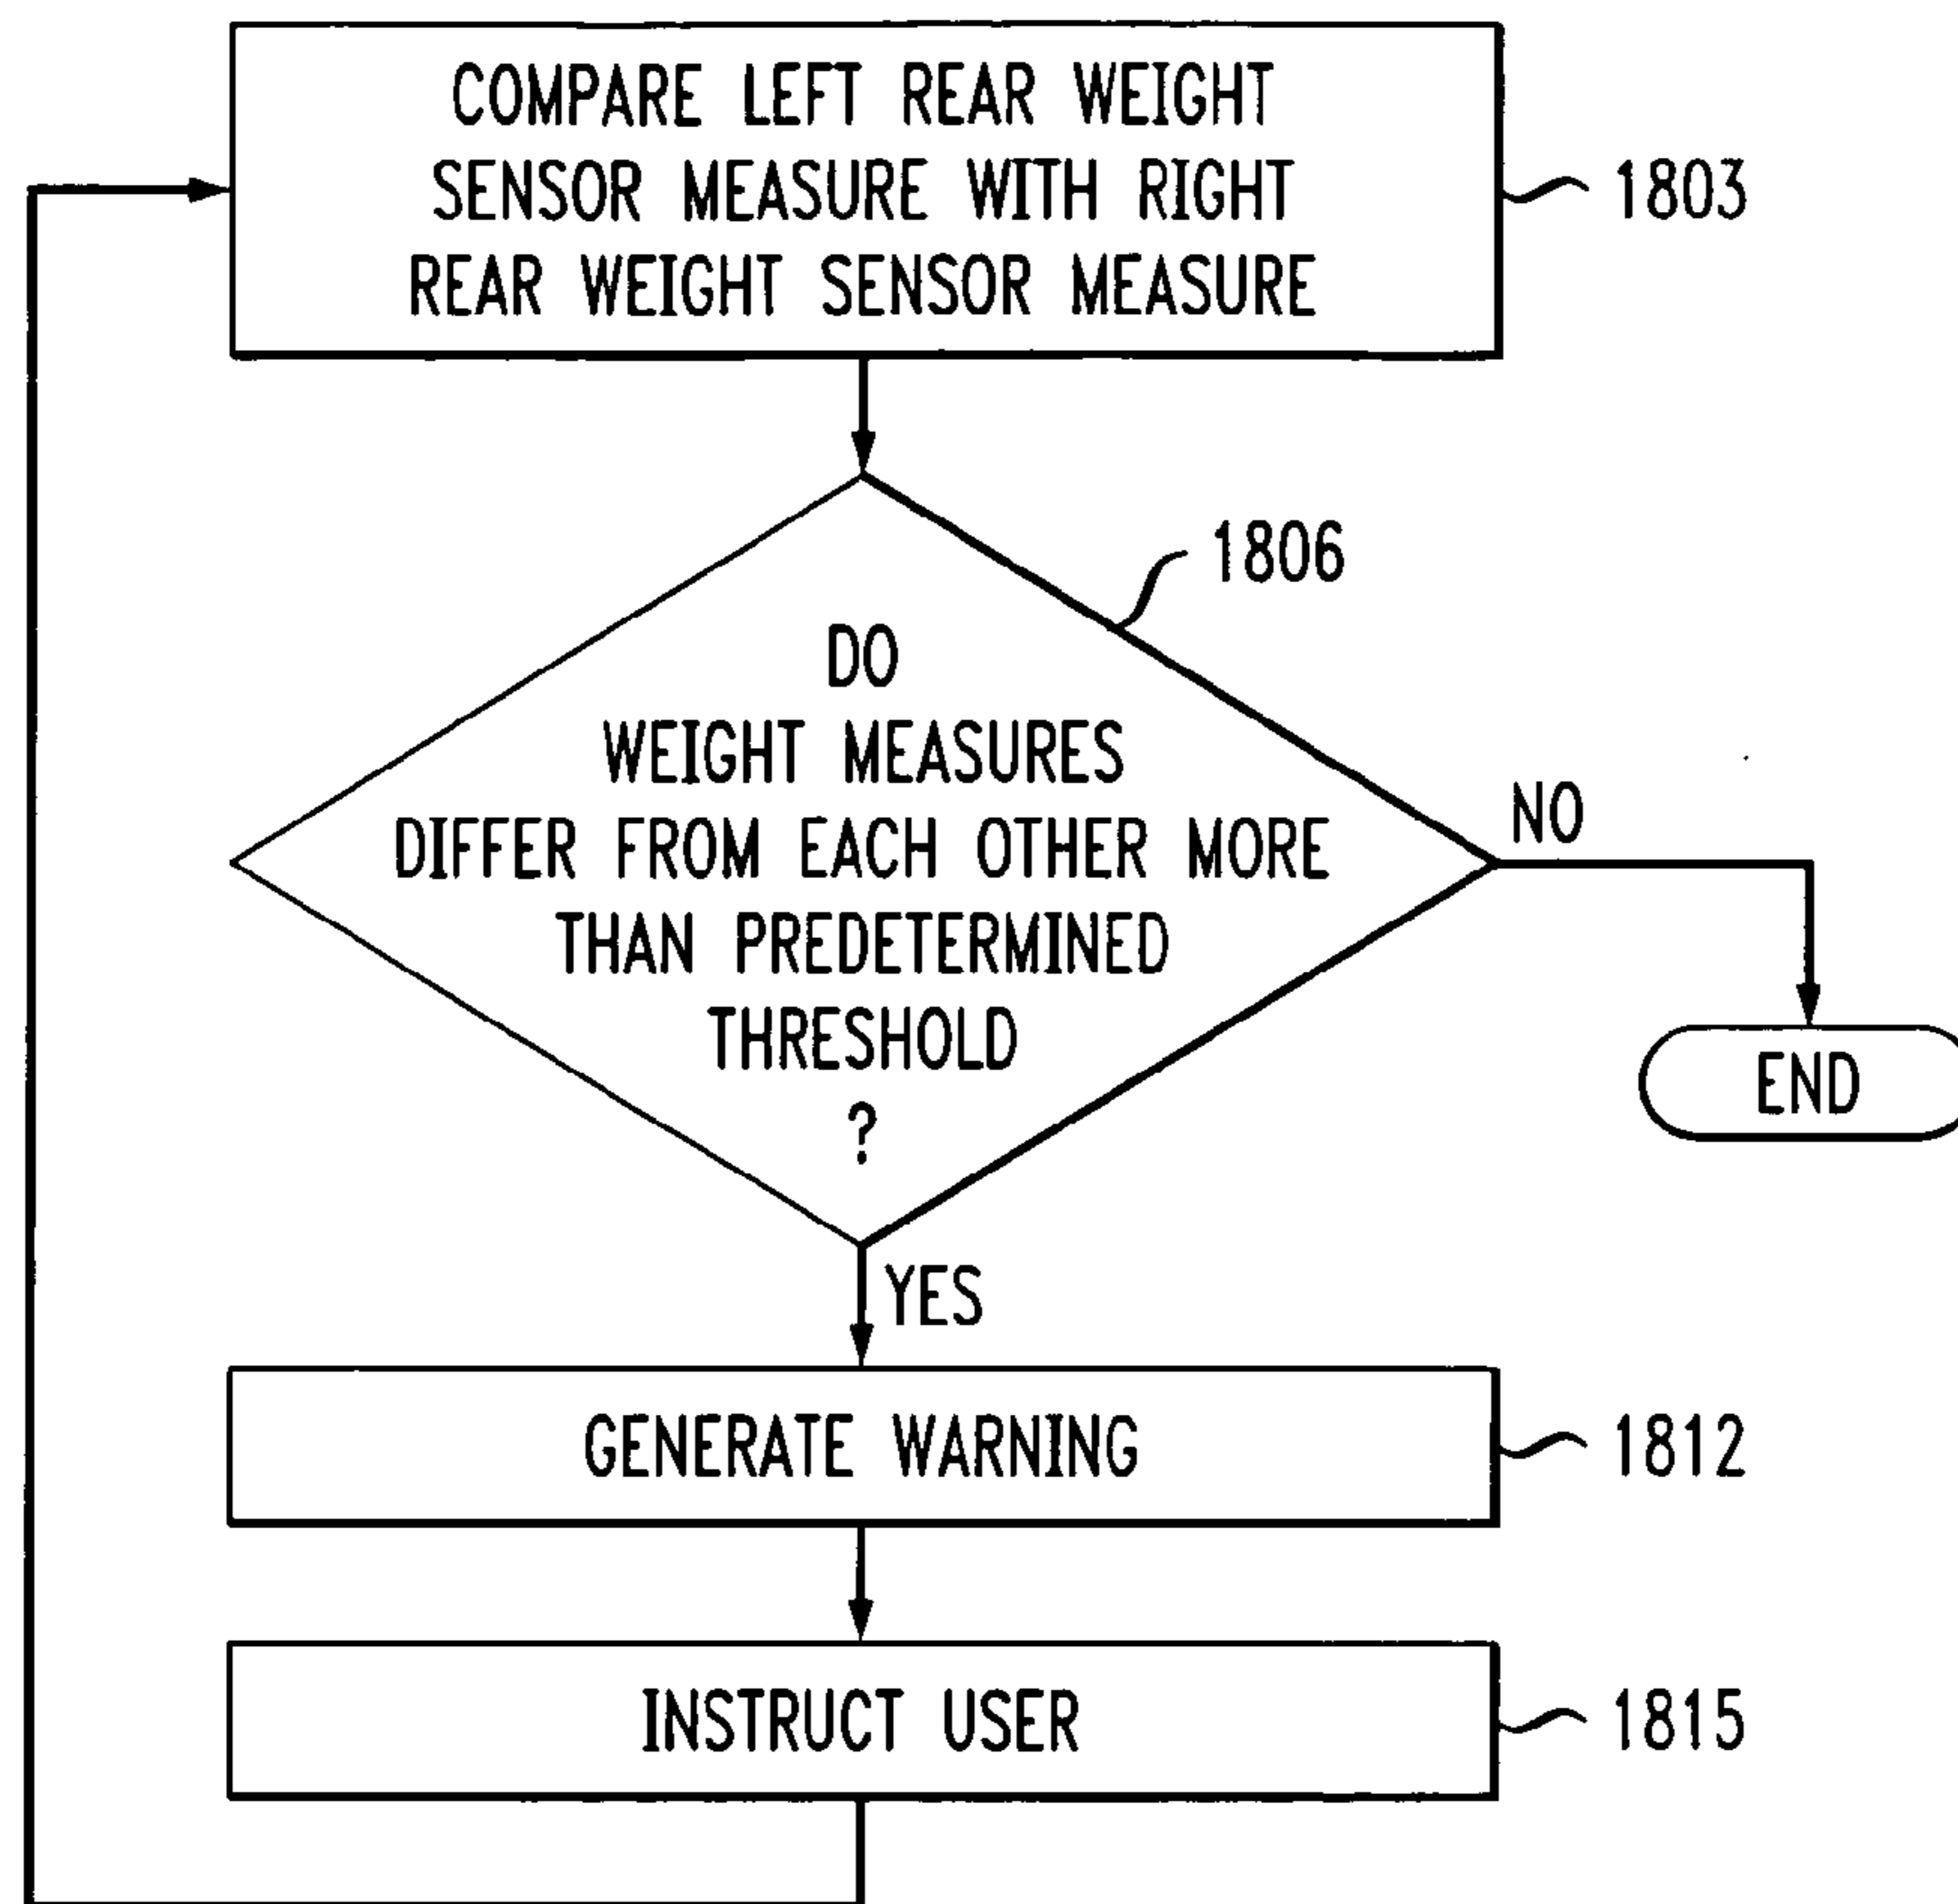 COMPARE LEFT REAR WEIGHT
SENSOR MEASURE WITH RIGHT
REAR WEIGHT SENSOR MEASURE
1803
1806
DO
WEIGHT MEASURES
DIFFER FROM EACH OTHER MORE
THAN PREDETERMINED
THRESHOLD
?
NO
END
YES
GENERATE WARNING
1812
INSTRUCT USER
1815